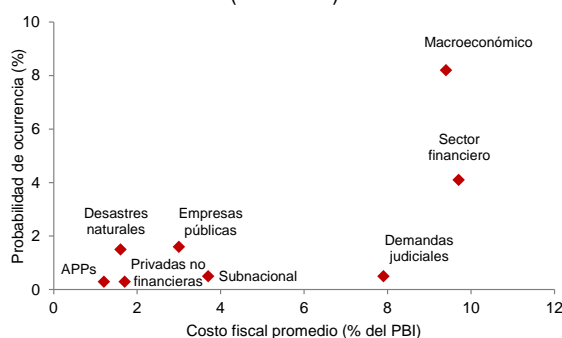 Probabilidad de ocurrencia (%)
10
8
6
4
2
0
Macroeconómico
Sector
financiero
Desastres
naturales
Empresas
públicas
Demandas
judiciales
APPs
Privadas no
financieras
Subnacional
0 2 4 6 8 10 12
Costo fiscal promedio (% del PBI)